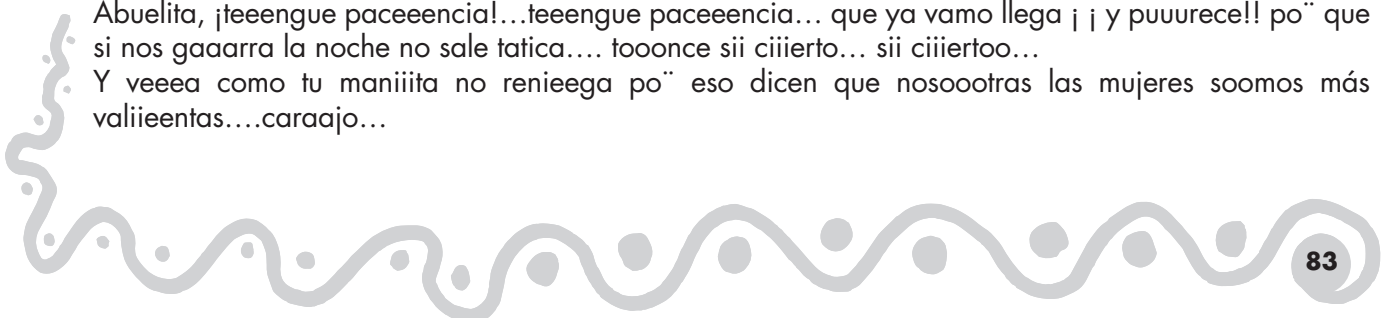 Abuelita, ¡teeengue paceeencia!…teeengue paceeencia… que ya vamo llega ¡ ¡ y puuurece!! po¨ que
si nos gaaarra la noche no sale tatica…. tooonce sii ciiierto… sii ciiiertoo…
Y veeea como tu maniiita no renieega po¨ eso dicen que nosoootras las mujeres soomos más
valiieentas….caraajo…
83